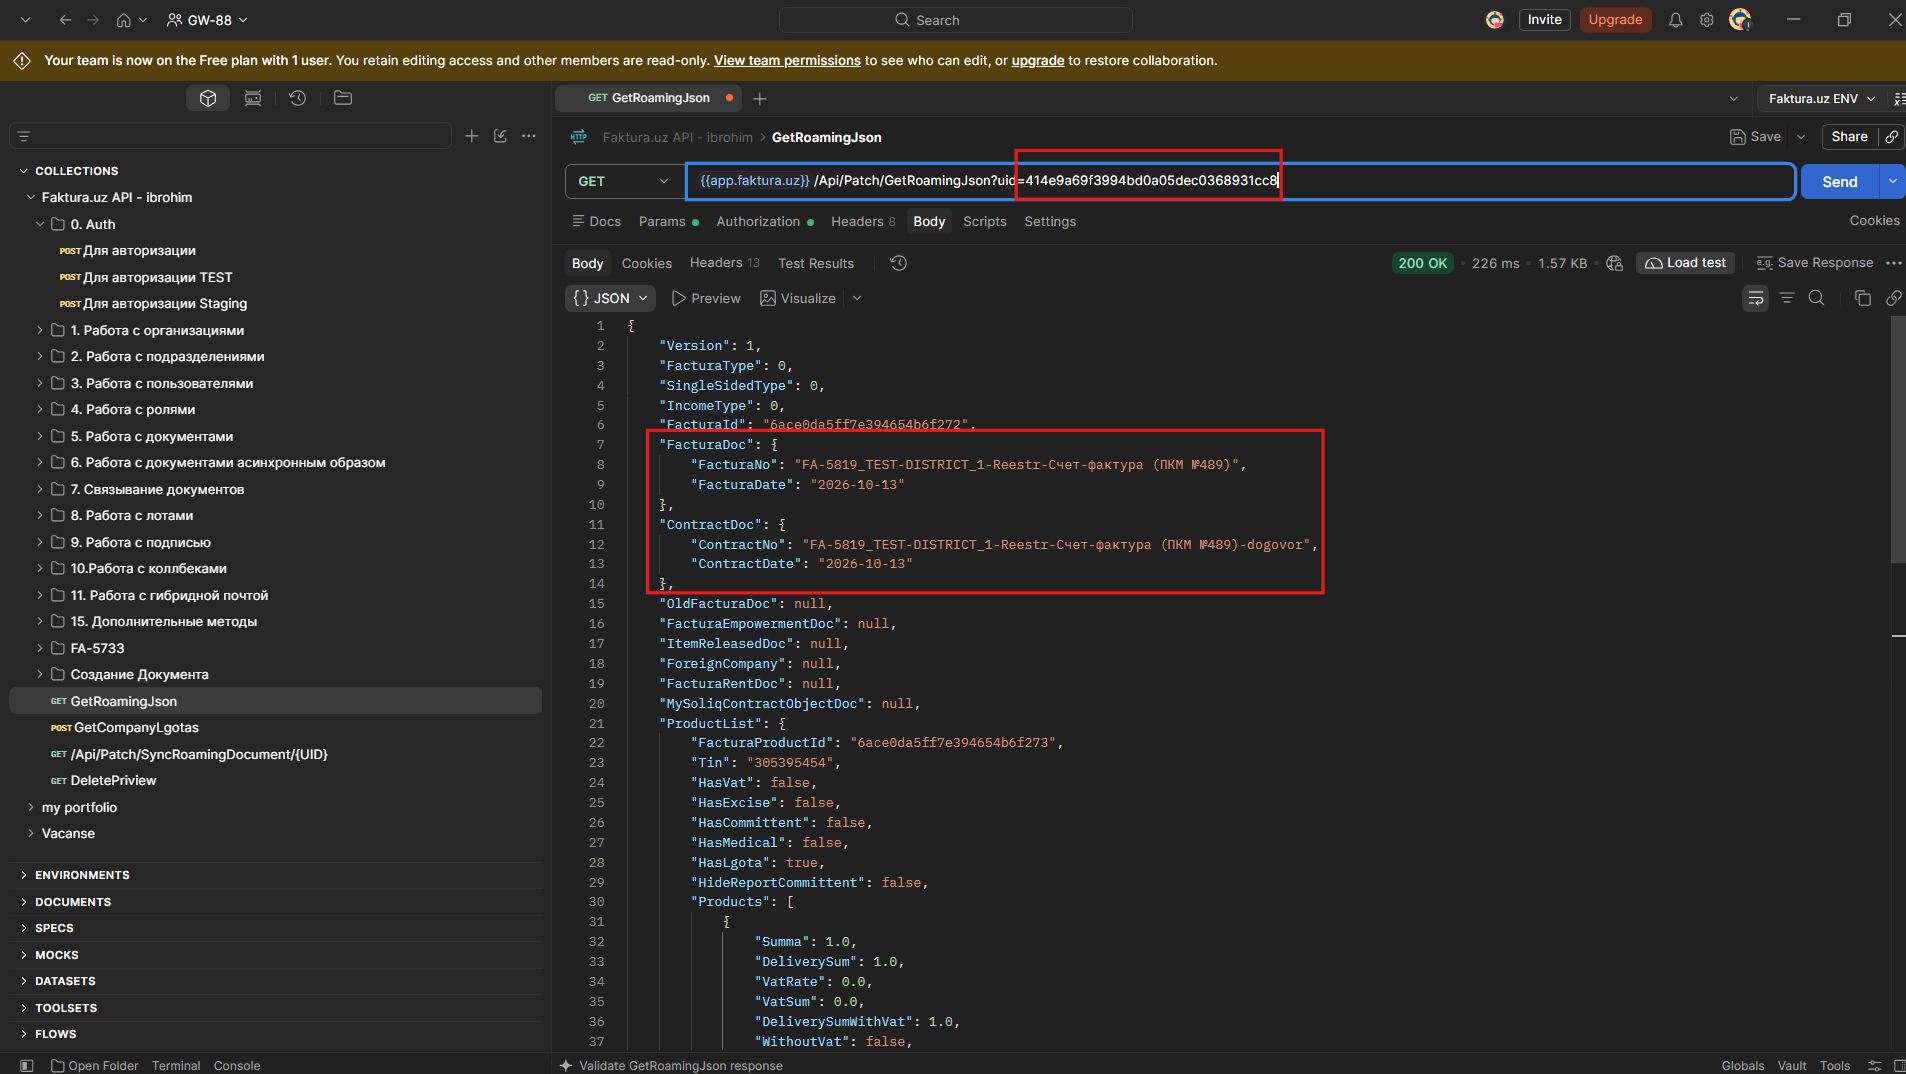 GW-88
Search
Invite
Upgrade
Your team is now on the Free plan with 1 user. You retain editing access and other members are read-only. View team permissions to see who can edit, or upgrade to restore collaboration.
GET GetRoamingJson
Faktura.uz ENV
HTTP Faktura.uz API - ibrohim > GetRoamingJson
Save
Share
COLLECTIONS
Faktura.uz API - ibrohim
0. Auth
POST Для авторизации
POST Для авторизации TEST
POST Для авторизации Staging
1. Работа с организациями
2. Работа с подразделениями
3. Работа с пользователями
4. Работа с ролями
5. Работа с документами
6. Работа с документами асинхронным образом
7. Связывание документов
8. Работа с лотами
9. Работа с подписью
10.Работа с коллбеками
11. Работа с гибридной почтой
15. Дополнительные методы
FA-5733
Создание Документа
GET GetRoamingJson
POST GetCompanyLgotas
GET /Api/Patch/SyncRoamingDocument/{UID}
GET DeletePriview
my portfolio
Vacanse
ENVIRONMENTS
DOCUMENTS
SPECS
MOCKS
DATASETS
TOOLSETS
FLOWS
GET
{{app.faktura.uz}} /Api/Patch/GetRoamingJson?uid=414e9a69f3994bd0a05dec0368931cc8
Send
Docs Params Authorization Headers 8 Body Scripts Settings
Cookies
Body Cookies Headers 13 Test Results
200 OK 226 ms 1.57 KB Load test e.g. Save Response
{} JSON Preview Visualize
1 {
2 "Version": 1,
3 "FacturaType": 0,
4 "SingleSidedType": 0,
5 "IncomeType": 0,
6 "FacturaId": "6ace0da5ff7e394654b6f272",
7 "FacturaDoc": {
8 "FacturaNo": "FA-5819_TEST-DISTRICT_1-Reestr-Счет-фактура (ПКМ №489)",
9 "FacturaDate": "2026-10-13"
10 },
11 "ContractDoc": {
12 "ContractNo": "FA-5819_TEST-DISTRICT_1-Reestr-Счет-фактура (ПКМ №489)-dogovor",
13 "ContractDate": "2026-10-13"
14 },
15 "OldFacturaDoc": null,
16 "FacturaEmpowermentDoc": null,
17 "ItemReleasedDoc": null,
18 "ForeignCompany": null,
19 "FacturaRentDoc": null,
20 "MySoliqContractObjectDoc": null,
21 "ProductList": {
22 "FacturaProductId": "6ace0da5ff7e394654b6f273",
23 "Tin": "305395454",
24 "HasVat": false,
25 "HasExcise": false,
26 "HasCommittent": false,
27 "HasMedical": false,
28 "HasLgota": true,
29 "HideReportCommittent": false,
30 "Products": [
31 {
32 "Summa": 1.0,
33 "DeliverySum": 1.0,
34 "VatRate": 0.0,
35 "VatSum": 0.0,
36 "DeliverySumWithVat": 1.0,
37 "WithoutVat": false,
Open Folder Terminal Console
Validate GetRoamingJson response
Globals Vault Tools